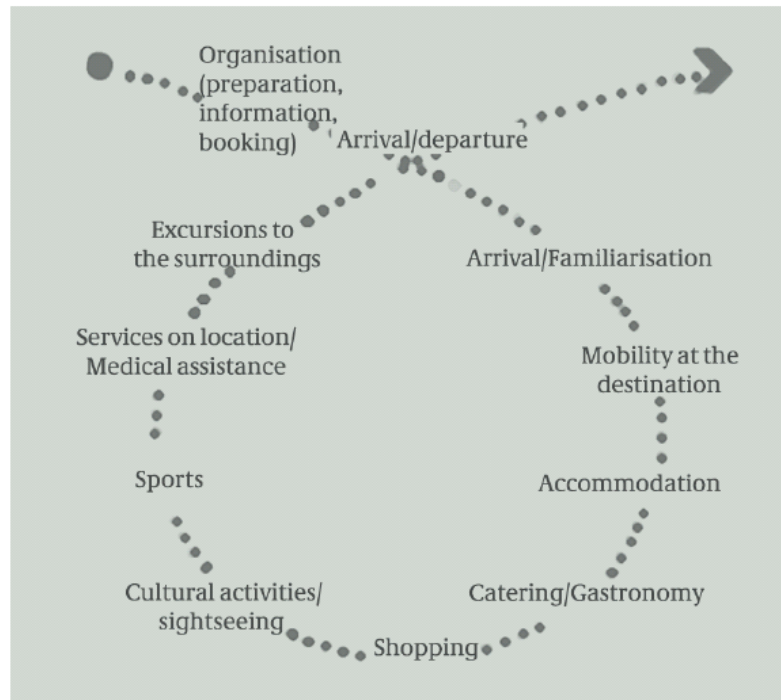 Organisation
(preparation,
information,
booking)
Arrival/departure
Arrival/Familiarisation
Mobility at the
destination
Accommodation
Catering/Gastronomy
Shopping
Cultural activities/
sightseeing
Sports
Services on location/
Medical assistance
Excursions to
the surroundings